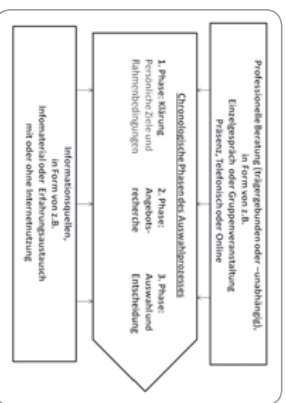 Professionelle Beratung (trägergebunden oder –unabhängig),
in Form von z.B.
Einzelgespräch oder Gruppenveranstaltung
Präsenz, Telefonisch oder Online
Chronologische Phasen des Auswahlprozesses
1. Phase: Klärung
Persönliche Ziele und
Rahmenbedingungen
2. Phase:
Angebots-
recherche
3. Phase:
Auswahl und
Entscheidung
Informationsquellen,
in Form von z.B.
Infomaterial oder Erfahrungsaustausch
mit oder ohne Internetnutzung